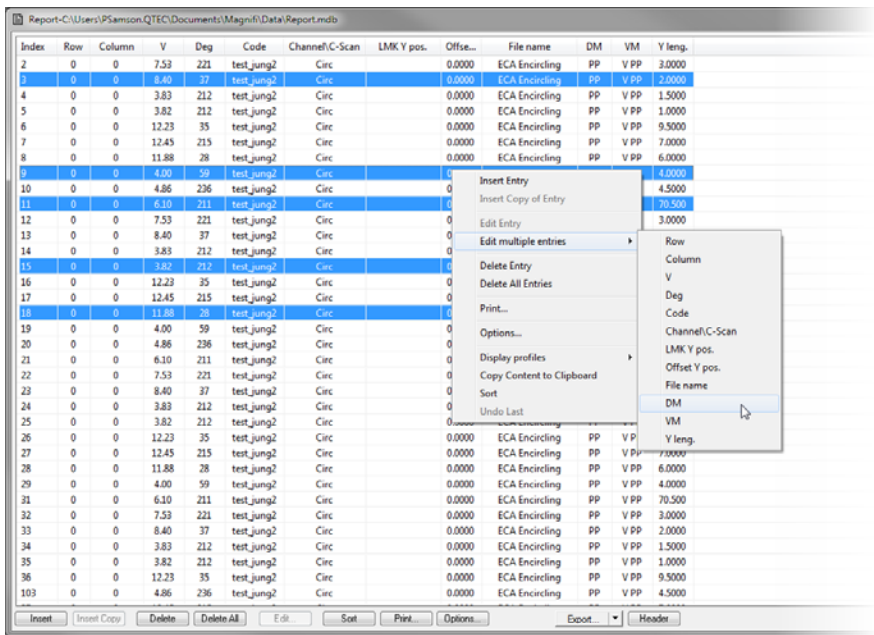 Report-C:\Users\PSamson.QTEC\Documents\Magnifi\Data\Report.mdb
Index Row Column V Deg Code Channel\C-Scan LMK Y pos. Offse... File name DM VM Y leng.
2 0 0 7.53 221 test_jung2 Circ 0.0000 ECA Encircling PP V PP 3.0000
3 0 0 8.40 37 test_jung2 Circ 0.0000 ECA Encircling PP V PP 2.0000
4 0 0 3.83 212 test_jung2 Circ 0.0000 ECA Encircling PP V PP 1.5000
5 0 0 3.82 212 test_jung2 Circ 0.0000 ECA Encircling PP V PP 1.0000
6 0 0 12.23 35 test_jung2 Circ 0.0000 ECA Encircling PP V PP 9.5000
7 0 0 12.45 215 test_jung2 Circ 0.0000 ECA Encircling PP V PP 7.0000
8 0 0 11.88 28 test_jung2 Circ 0.0000 ECA Encircling PP V PP 6.0000
9 0 0 4.00 59 test_jung2 Circ 4.0000
10 0 0 4.86 236 test_jung2 Circ 4.5000
11 0 0 6.10 211 test_jung2 Circ 70.500
12 0 0 7.53 221 test_jung2 Circ 3.0000
13 0 0 8.40 37 test_jung2 Circ
14 0 0 3.83 212 test_jung2 Circ
15 0 0 3.82 212 test_jung2 Circ
16 0 0 12.23 35 test_jung2 Circ
17 0 0 12.45 215 test_jung2 Circ
18 0 0 11.88 28 test_jung2 Circ
19 0 0 4.00 59 test_jung2 Circ
20 0 0 4.86 236 test_jung2 Circ
21 0 0 6.10 211 test_jung2 Circ
22 0 0 7.53 221 test_jung2 Circ
23 0 0 8.40 37 test_jung2 Circ
24 0 0 3.83 212 test_jung2 Circ
25 0 0 3.82 212 test_jung2 Circ
26 0 0 12.23 35 test_jung2 Circ 0.0000 ECA Encircling PP V PP
27 0 0 12.45 215 test_jung2 Circ 0.0000 ECA Encircling PP V PP 7.0000
28 0 0 11.88 28 test_jung2 Circ 0.0000 ECA Encircling PP V PP 6.0000
29 0 0 4.00 59 test_jung2 Circ 0.0000 ECA Encircling PP V PP 4.0000
31 0 0 6.10 211 test_jung2 Circ 0.0000 ECA Encircling PP V PP 70.500
32 0 0 7.53 221 test_jung2 Circ 0.0000 ECA Encircling PP V PP 3.0000
33 0 0 8.40 37 test_jung2 Circ 0.0000 ECA Encircling PP V PP 2.0000
34 0 0 3.83 212 test_jung2 Circ 0.0000 ECA Encircling PP V PP 1.5000
35 0 0 3.82 212 test_jung2 Circ 0.0000 ECA Encircling PP V PP 1.0000
36 0 0 12.23 35 test_jung2 Circ 0.0000 ECA Encircling PP V PP 9.5000
103 0 0 4.86 236 test_jung2 Circ 0.0000 ECA Encircling PP V PP 4.5000
Insert Entry
Insert Copy of Entry
Edit Entry
Edit multiple entries
Delete Entry
Delete All Entries
Print...
Options...
Display profiles
Copy Content to Clipboard
Sort
Undo Last
Row
Column
V
Deg
Code
Channel\C-Scan
LMK Y pos.
Offset Y pos.
File name
DM
VM
Y leng.
Insert Insert Copy Delete Delete All Edit... Sort Print... Options... Export... Header